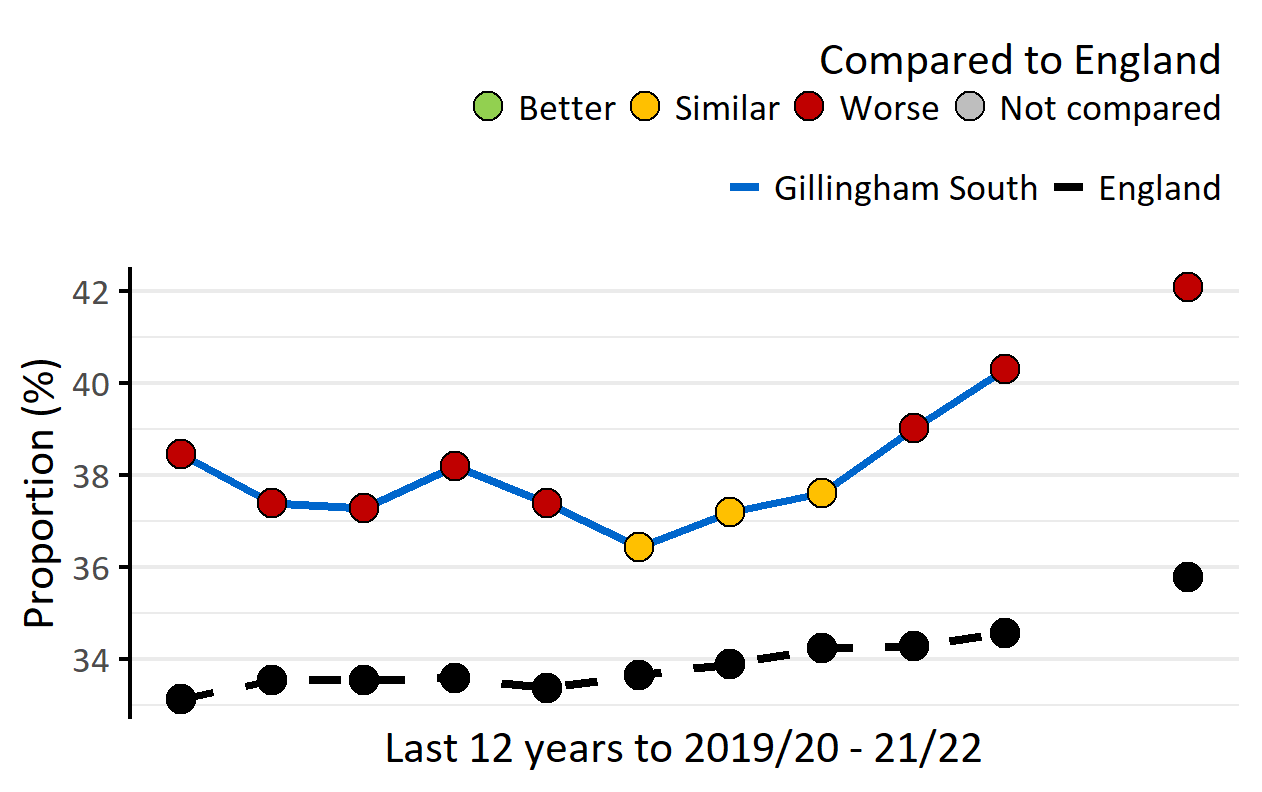 Compared to England
Better Similar Worse Not compared
Gillingham South England
42
40
38
36
34
Proportion (%)
Last 12 years to 2019/20 - 21/22